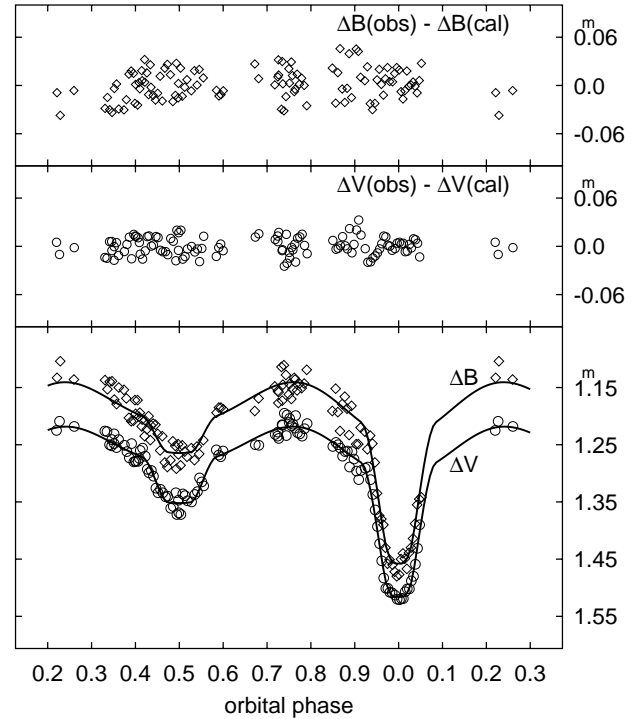 ΔB(obs) - ΔB(cal)
m
0.06
0.0
-0.06
ΔV(obs) - ΔV(cal)
m
0.06
0.0
-0.06
m
1.15
ΔB
1.25
ΔV
1.35
1.45
1.55
0.2 0.3 0.4 0.5 0.6 0.7 0.8 0.9 0.0 0.1 0.2 0.3
orbital phase